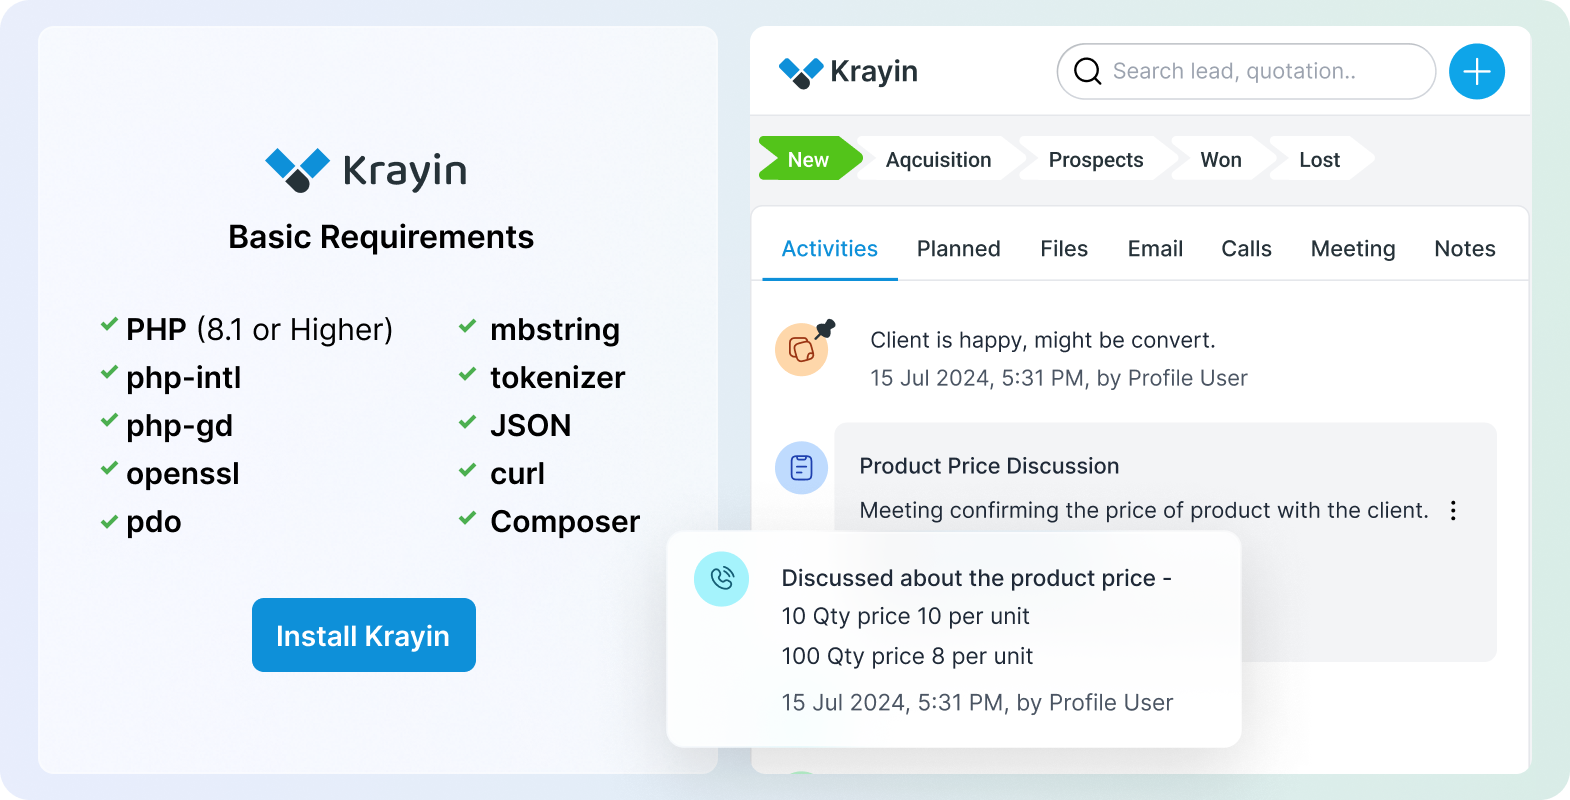 Krayin
Basic Requirements
PHP (8.1 or Higher)
php-intl
php-gd
openssl
pdo
mbstring
tokenizer
JSON
curl
Composer
Install Krayin
Krayin
Search lead, quotation..
New
Aqcuisition
Prospects
Won
Lost
Activities
Planned
Files
Email
Calls
Meeting
Notes
Client is happy, might be convert.
15 Jul 2024, 5:31 PM, by Profile User
Product Price Discussion
Meeting confirming the price of product with the client.
Discussed about the product price -
10 Qty price 10 per unit
100 Qty price 8 per unit
15 Jul 2024, 5:31 PM, by Profile User